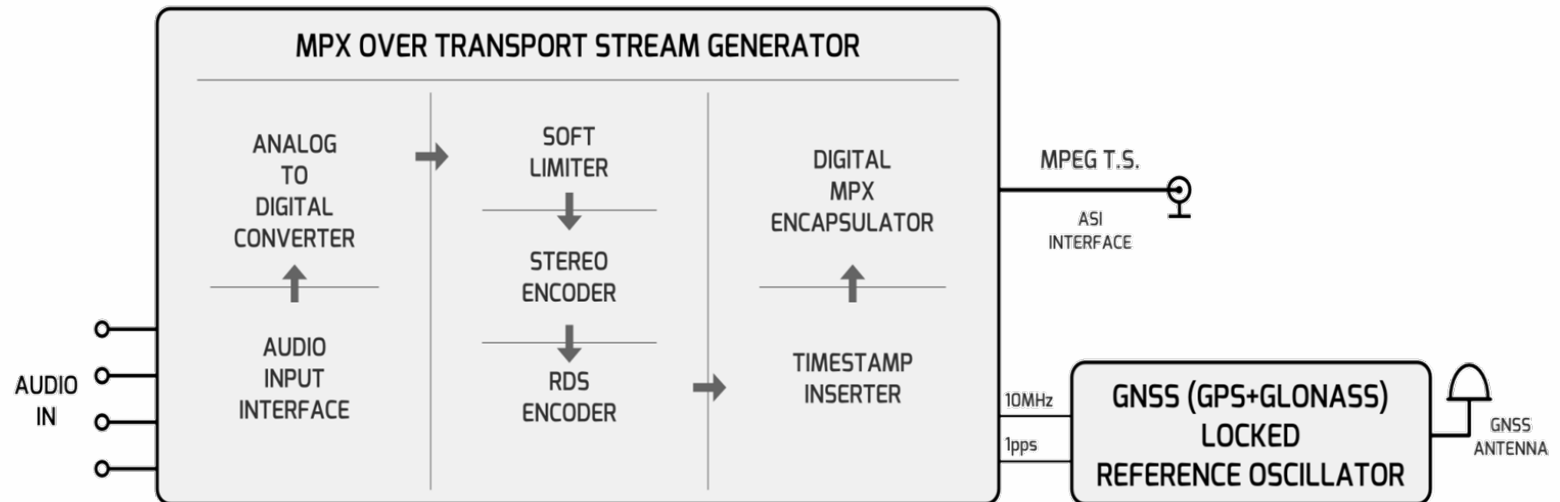 MPX OVER TRANSPORT STREAM GENERATOR
ANALOG
TO
DIGITAL
CONVERTER
AUDIO
INPUT
INTERFACE
SOFT
LIMITER
STEREO
ENCODER
RDS
ENCODER
DIGITAL
MPX
ENCAPSULATOR
TIMESTAMP
INSERTER
AUDIO
IN
MPEG T.S.
ASI
INTERFACE
10MHz
1pps
GNSS (GPS+GLONASS)
LOCKED
REFERENCE OSCILLATOR
GNSS
ANTENNA